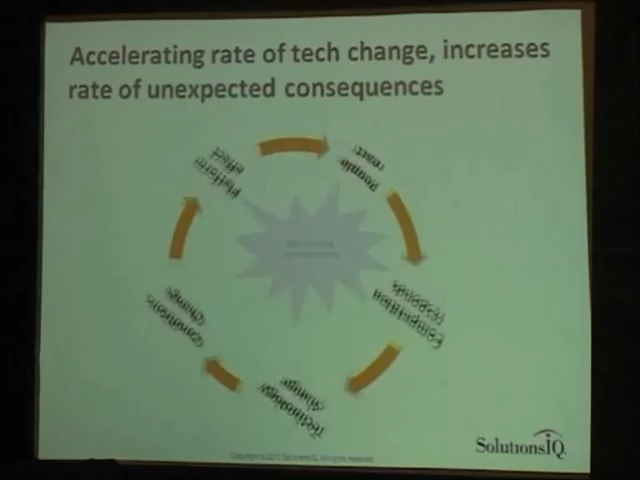 Accelerating rate of tech change, increases
rate of unexpected consequences
Platform
effect
People
react
Competition
responds
Technology
change
Conditions
change
SolutionsIQ